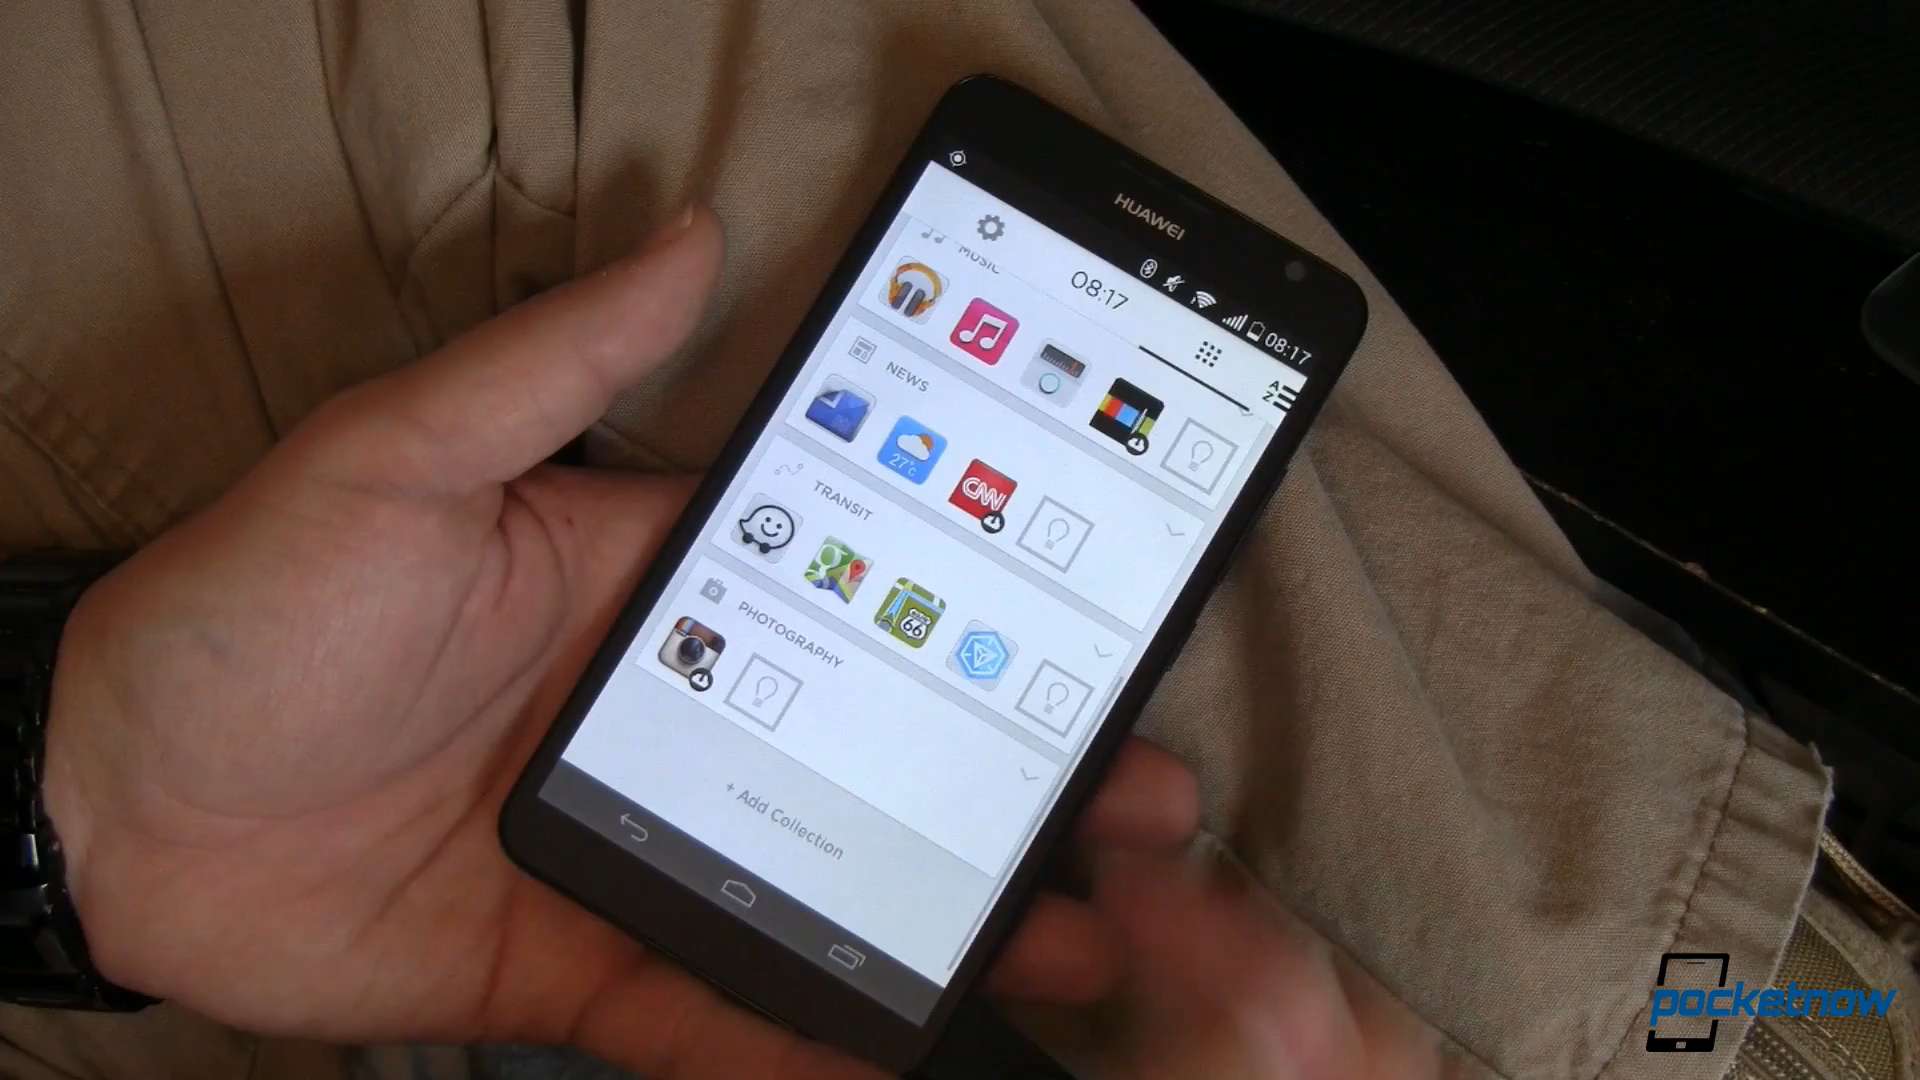 HUAWEI
08:17
08:17
A
Z
MUSIC
NEWS
27°c
CNN
TRANSIT
g
66
PHOTOGRAPHY
+ Add Collection
pocketnow